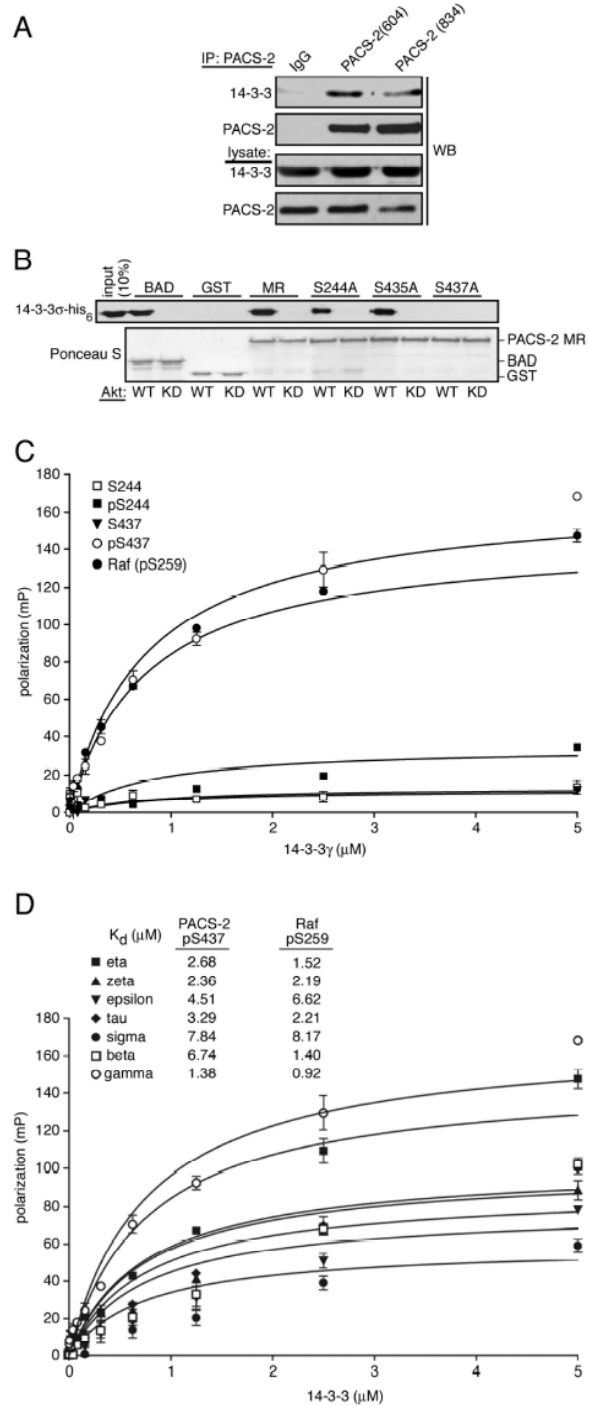 A
IP: PACS-2
IgG
PACS-2(604)
PACS-2 (834)
14-3-3
PACS-2
lysate:
14-3-3
PACS-2
WB
B
input (10%)
BAD GST MR S244A S435A S437A
14-3-3σ-his6
Ponceau S
PACS-2 MR
BAD
GST
Akt: WT KD WT KD WT KD WT KD WT KD WT KD
C
180
160
140
120
100
80
60
40
20
0
polarization (mP)
S244
pS244
S437
pS437
Raf (pS259)
0 1 2 3 4 5
14-3-3γ (μM)
D
Kd (μM) PACS-2 pS437 Raf pS259
eta 2.68 1.52
zeta 2.36 2.19
epsilon 4.51 6.62
tau 3.29 2.21
sigma 7.84 8.17
beta 6.74 1.40
gamma 1.38 0.92
180
160
140
120
100
80
60
40
20
0
polarization (mP)
0 1 2 3 4 5
14-3-3 (μM)